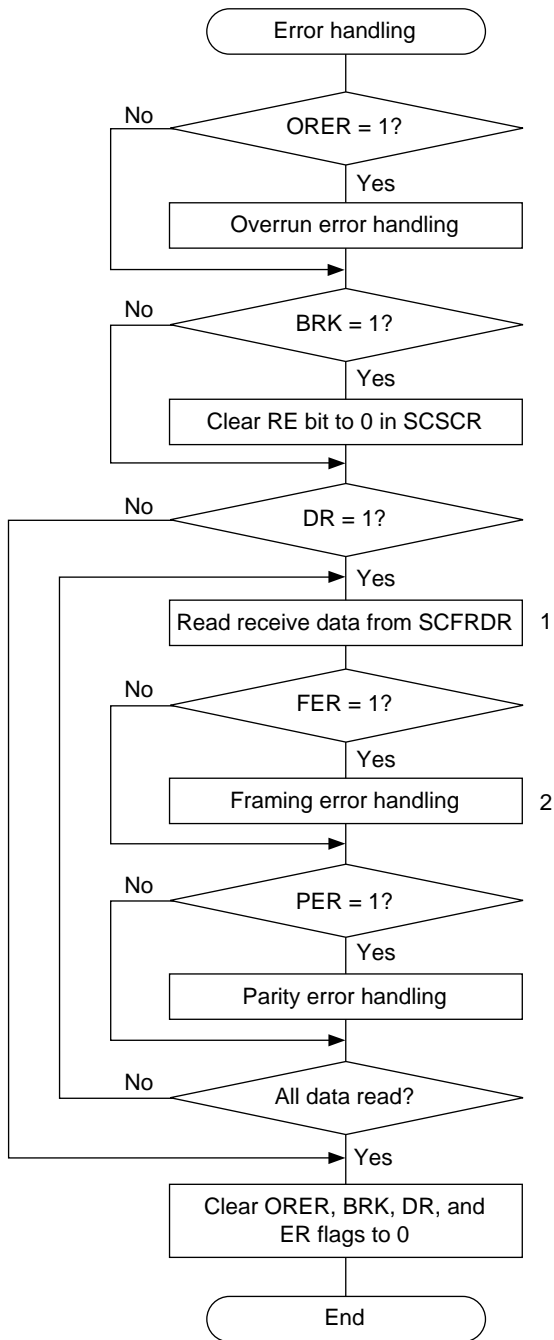 Error handling
No
ORER = 1?
Yes
Overrun error handling
No
BRK = 1?
Yes
Clear RE bit to 0 in SCSCR
No
DR = 1?
Yes
Read receive data from SCFRDR
1
No
FER = 1?
Yes
Framing error handling
2
No
PER = 1?
Yes
Parity error handling
No
All data read?
Yes
Clear ORER, BRK, DR, and
ER flags to 0
End